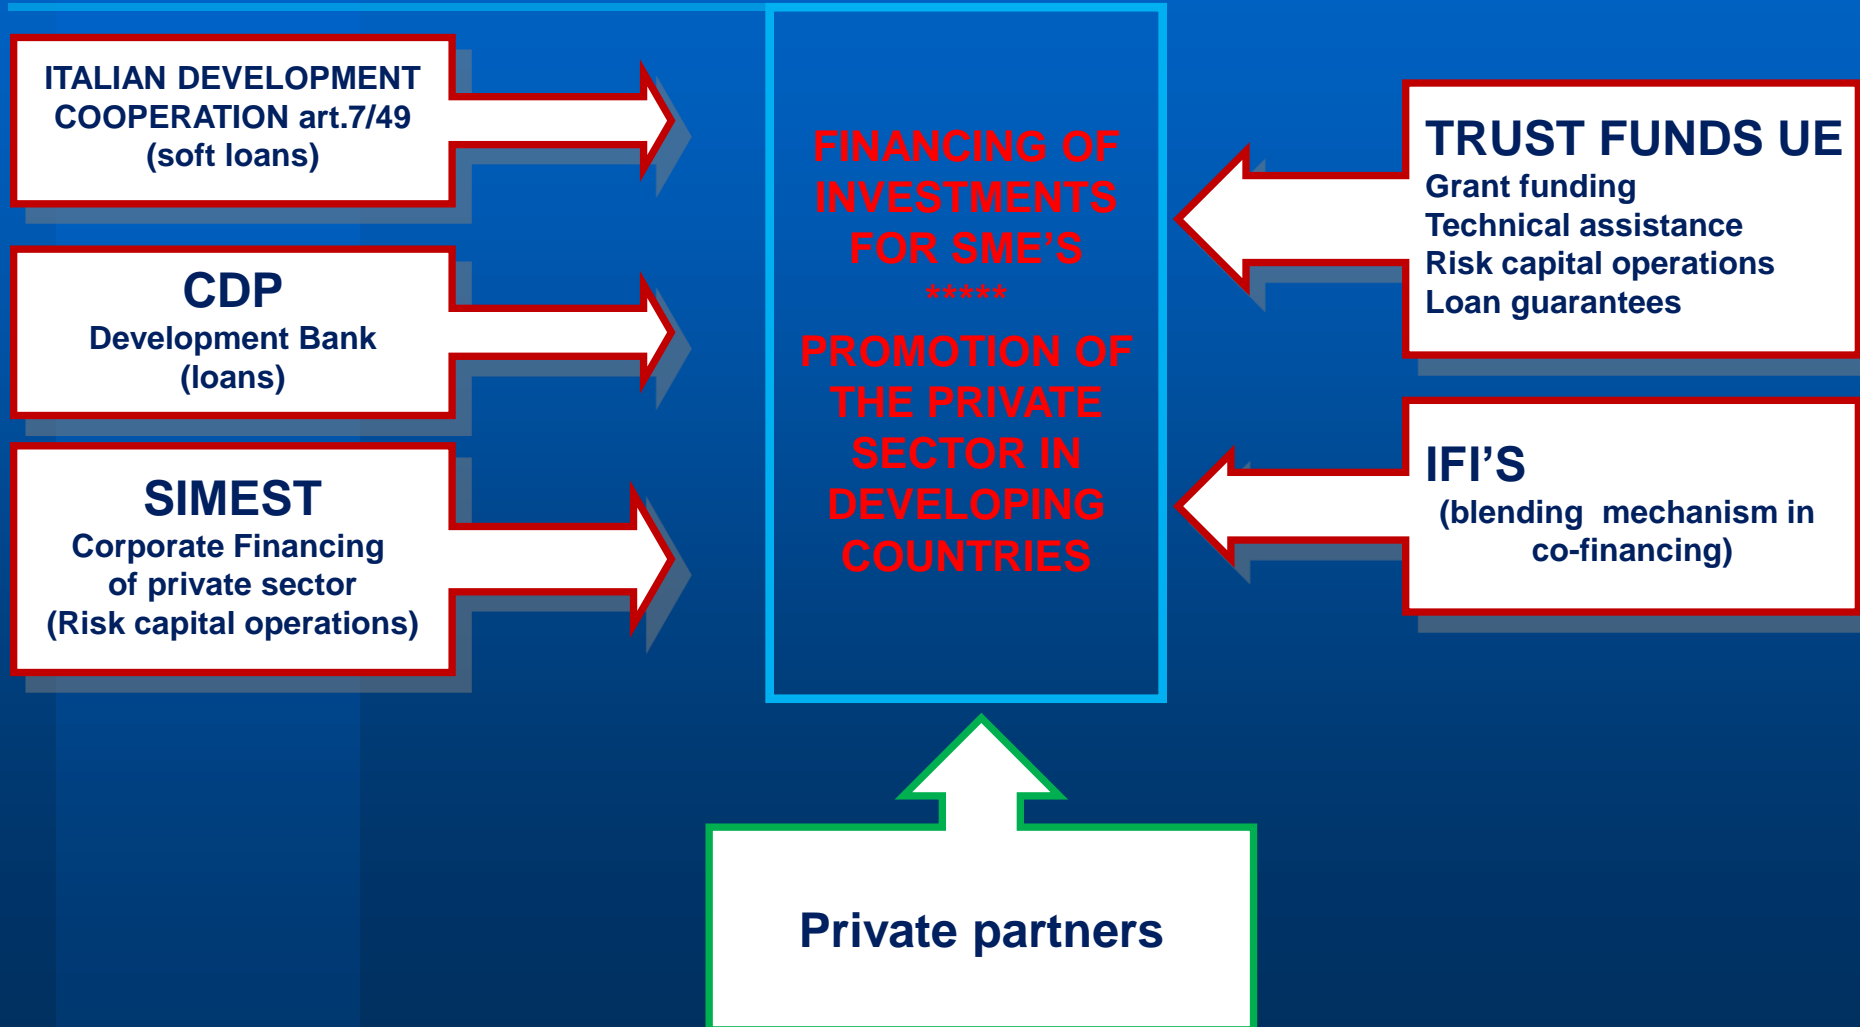 ITALIAN DEVELOPMENT
COOPERATION art.7/49
(soft loans)
CDP
Development Bank
(loans)
SIMEST
Corporate Financing
of private sector
(Risk capital operations)
FINANCING OF
INVESTMENTS
FOR SME’S
*****
PROMOTION OF
THE PRIVATE
SECTOR IN
DEVELOPING
COUNTRIES
TRUST FUNDS UE
Grant funding
Technical assistance
Risk capital operations
Loan guarantees
IFI’S
(blending mechanism in
co-financing)
Private partners